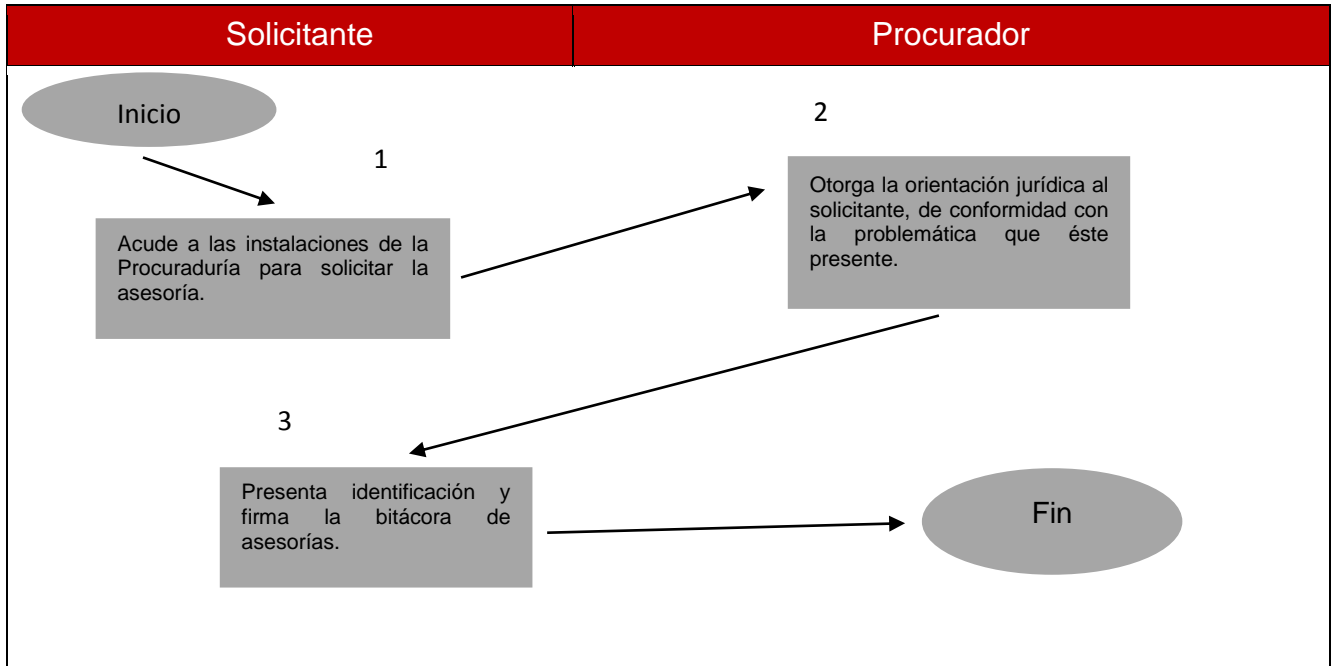 Solicitante
Procurador
Inicio
1
Acude a las instalaciones de la
Procuraduría para solicitar la
asesoría.
2
Otorga la orientación jurídica al
solicitante, de conformidad con
la problemática que éste
presente.
3
Presenta identificación y
firma la bitácora de
asesorías.
Fin